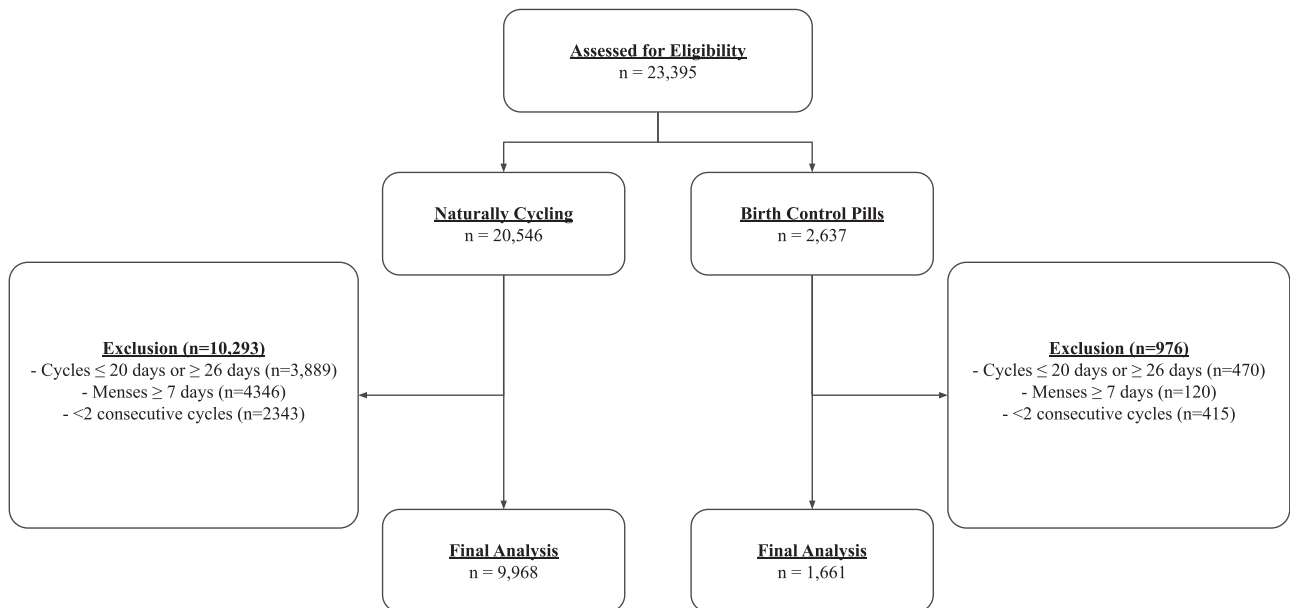 Assessed for Eligibility
n = 23,395
Naturally Cycling
n = 20,546
Birth Control Pills
n = 2,637
Exclusion (n=10,293)
- Cycles ≤ 20 days or ≥ 26 days (n=3,889)
- Menses ≥ 7 days (n=4346)
- <2 consecutive cycles (n=2343)
Exclusion (n=976)
- Cycles ≤ 20 days or ≥ 26 days (n=470)
- Menses ≥ 7 days (n=120)
- <2 consecutive cycles (n=415)
Final Analysis
n = 9,968
Final Analysis
n = 1,661